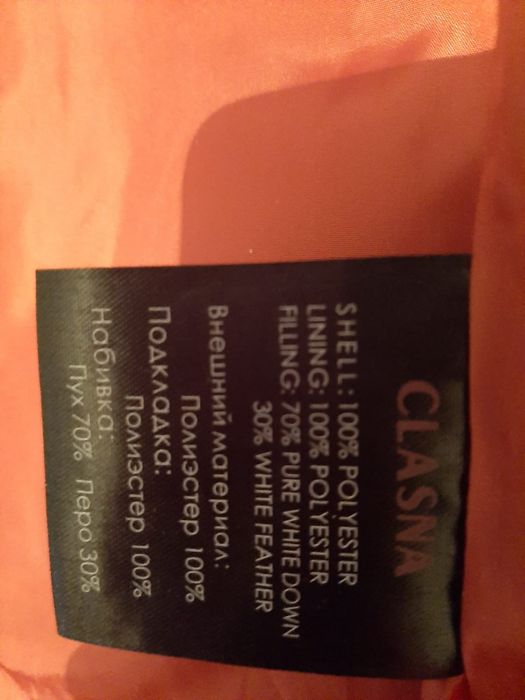 CLASNA
SHELL: 100% POLYESTER
LINING: 100% POLYESTER
FILLING: 70% PURE WHITE DOWN
30% WHITE FEATHER
Внешний материал:
Полиэстер 100%
Подкладка:
Полиэстер 100%
Набивка:
Пух 70% Перо 30%